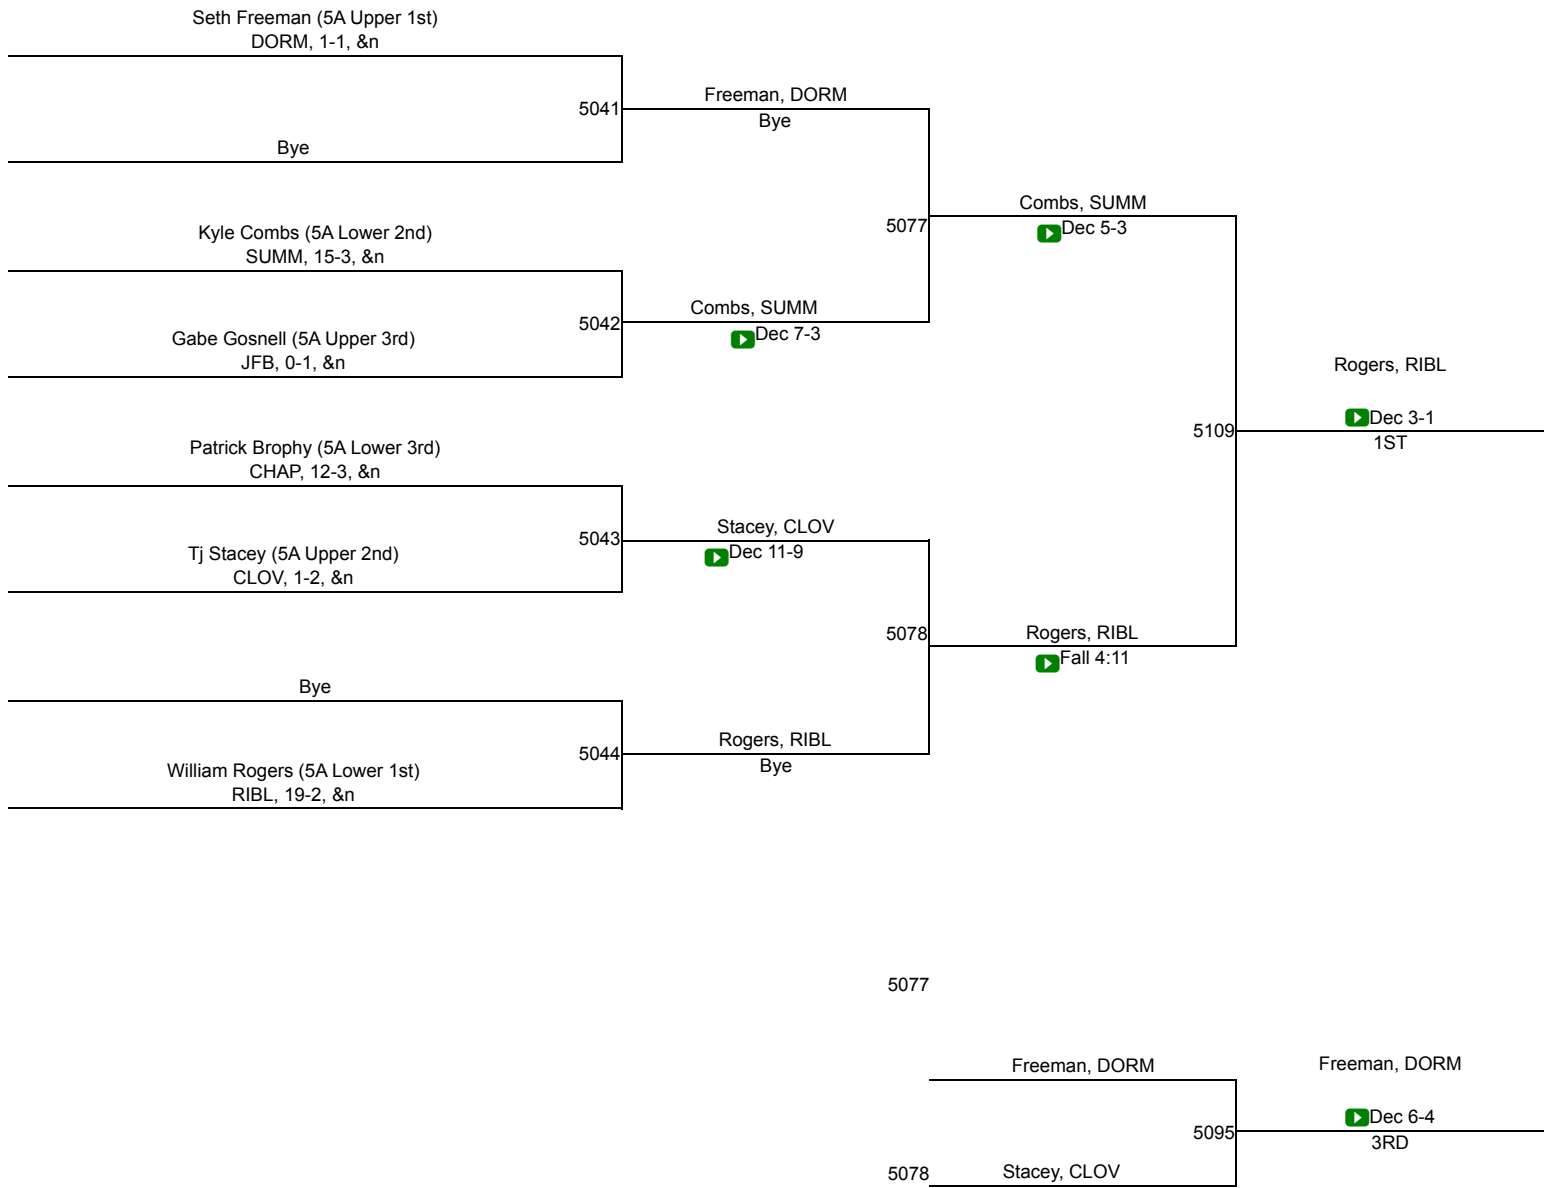 Seth Freeman (5A Upper 1st)
DORM, 1-1, &n
5041
Freeman, DORM
Bye
Bye
Combs, SUMM
5077
Dec 5-3
Kyle Combs (5A Lower 2nd)
SUMM, 15-3, &n
Combs, SUMM
5042
Dec 7-3
Gabe Gosnell (5A Upper 3rd)
JFB, 0-1, &n
Rogers, RIBL
Dec 3-1
5109
1ST
Patrick Brophy (5A Lower 3rd)
CHAP, 12-3, &n
Stacey, CLOV
5043
Dec 11-9
Tj Stacey (5A Upper 2nd)
CLOV, 1-2, &n
5078
Rogers, RIBL
Fall 4:11
Bye
Rogers, RIBL
5044
Bye
William Rogers (5A Lower 1st)
RIBL, 19-2, &n
5077
Freeman, DORM
Freeman, DORM
Dec 6-4
5095
3RD
5078
Stacey, CLOV